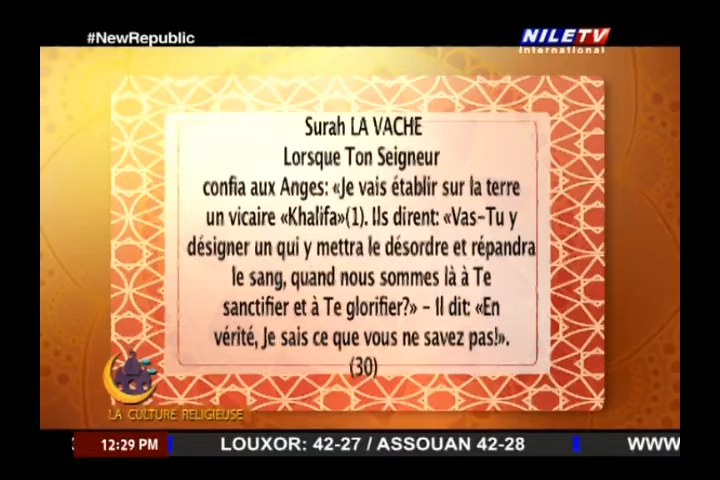 #NewRepublic
NILETV
International
Surah LA VACHE
Lorsque Ton Seigneur
confia aux Anges: «Je vais établir sur la terre
un vicaire «Khalifa»(1). Ils dirent: «Vas-Tu y
désigner un qui y mettra le désordre et répandra
le sang, quand nous sommes là à Te
sanctifier et à Te glorifier?» - Il dit: «En
vérité, Je sais ce que vous ne savez pas!».
(30)
LA CULTURE RELIGIEUSE
12:29 PM LOUXOR: 42-27 / ASSOUAN 42-28 WWW